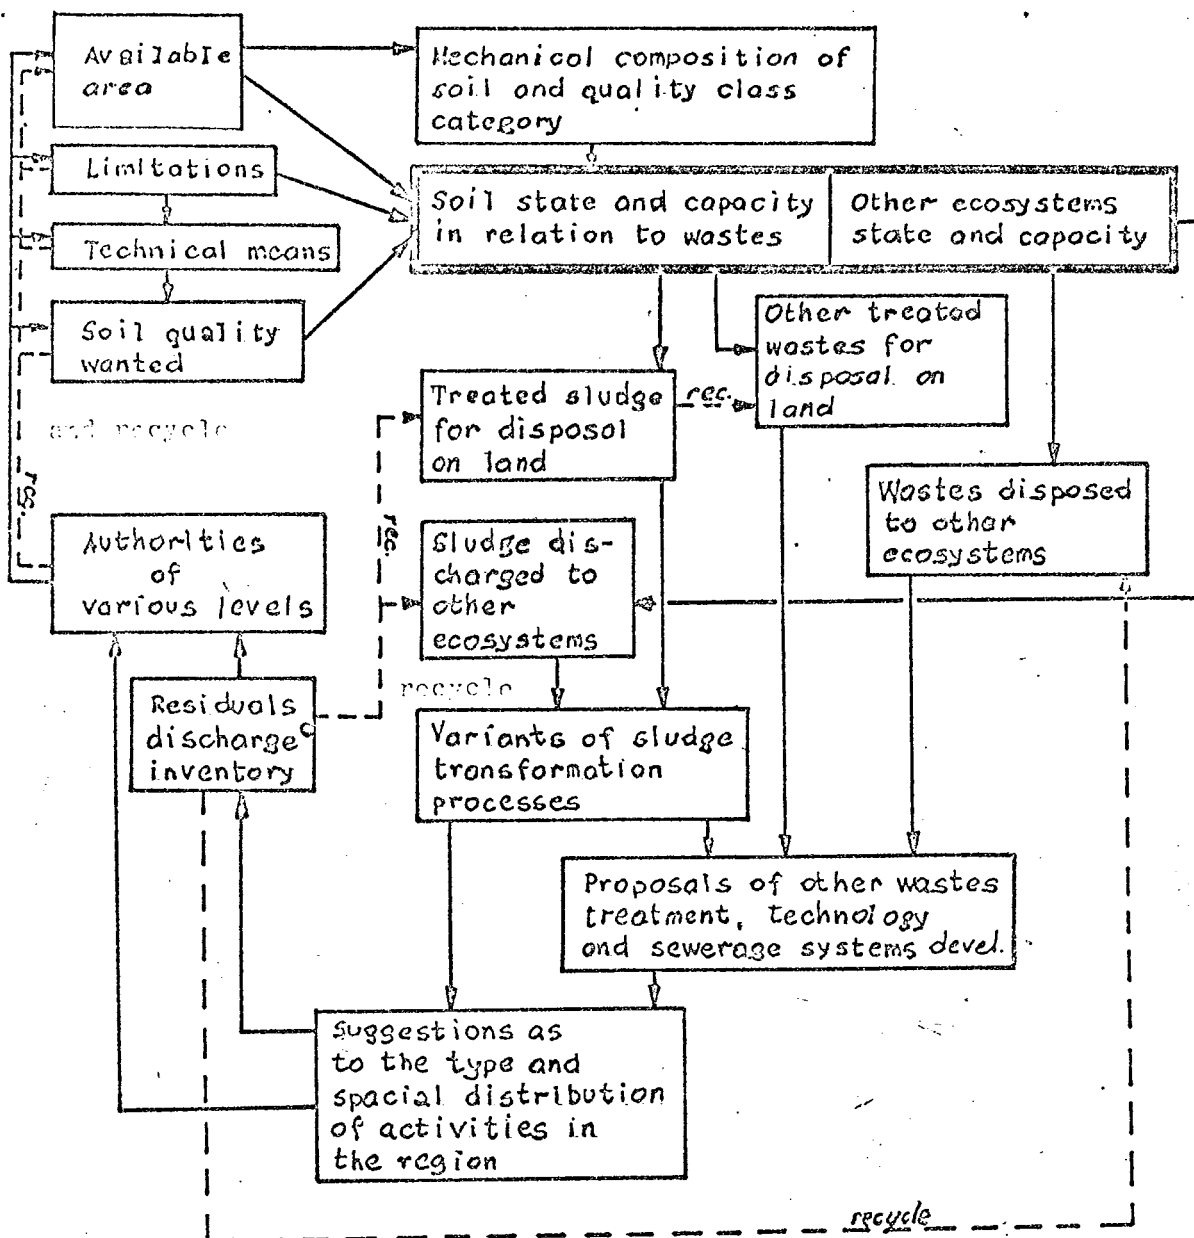 Available
area
Mechanical composition of
soil and quality class
category
Limitations
Technical means
Soil quality
wanted
Soil state and capacity
in relation to wastes
Other ecosystems
state and capacity
Other treated
wastes for
disposal on
land
Treated sludge
for disposal
on land
rec.
and recycle
rec.
rec.
Wastes disposed
to other
ecosystems
Authorities
of
various levels
Sludge dis-
charged to
other
ecosystems
recycle
Residuals
discharge
inventory
Variants of sludge
transformation
processes
Proposals of other wastes
treatment, technology
and sewerage systems devel.
Suggestions as
to the type and
spacial distribution
of activities in
the region
recycle